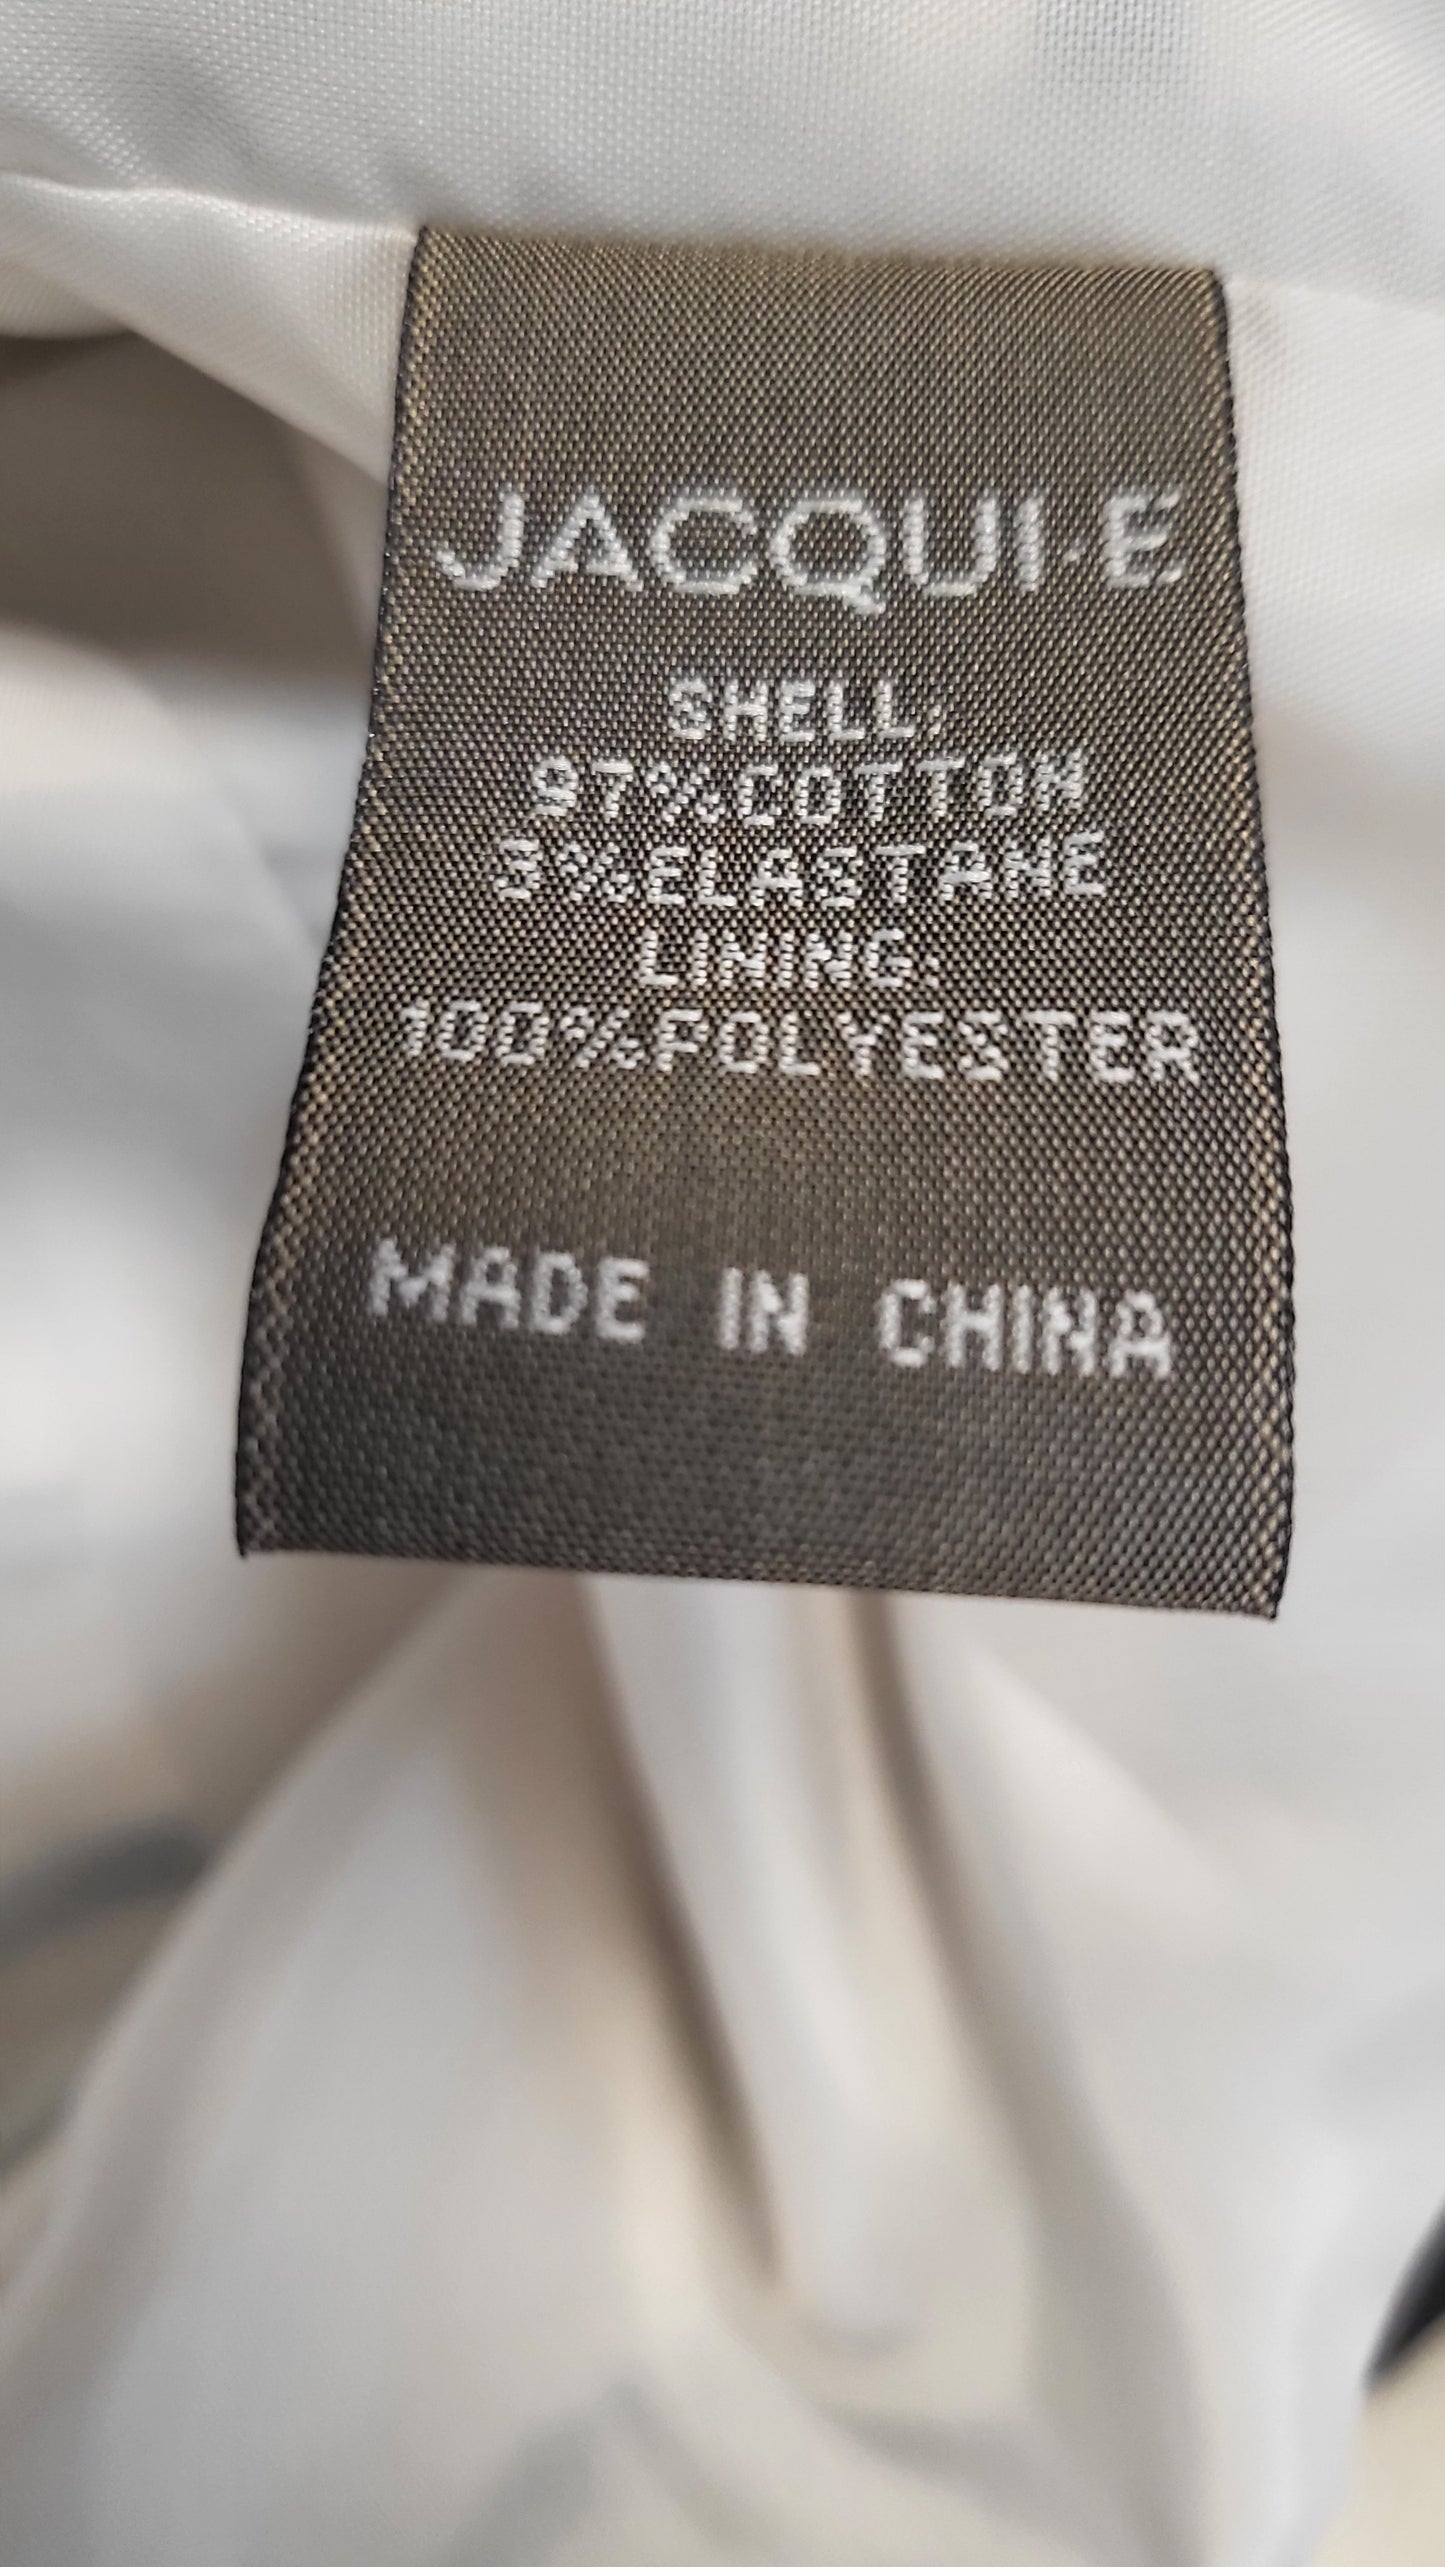 JACQUI·E
SHELL:
97%COTTON
3%ELASTANE
LINING:
100%POLYESTER
MADE IN CHINA